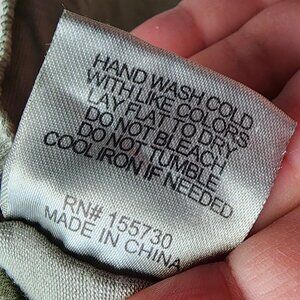 HAND WASH COLD
WITH LIKE COLORS
LAY FLAT TO DRY
DO NOT BLEACH
DO NOT TUMBLE
COOL IRON IF NEEDED
RN# 155730
MADE IN CHINA